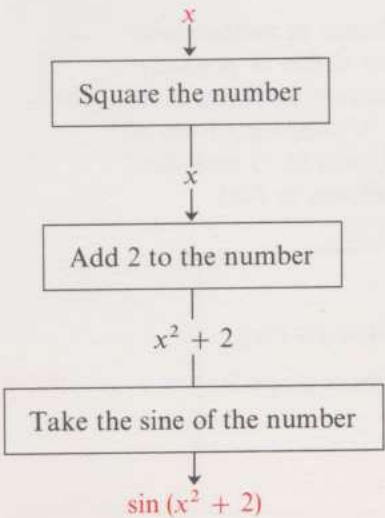 x
Square the number
x
Add 2 to the number
x² + 2
Take the sine of the number
sin (x² + 2)